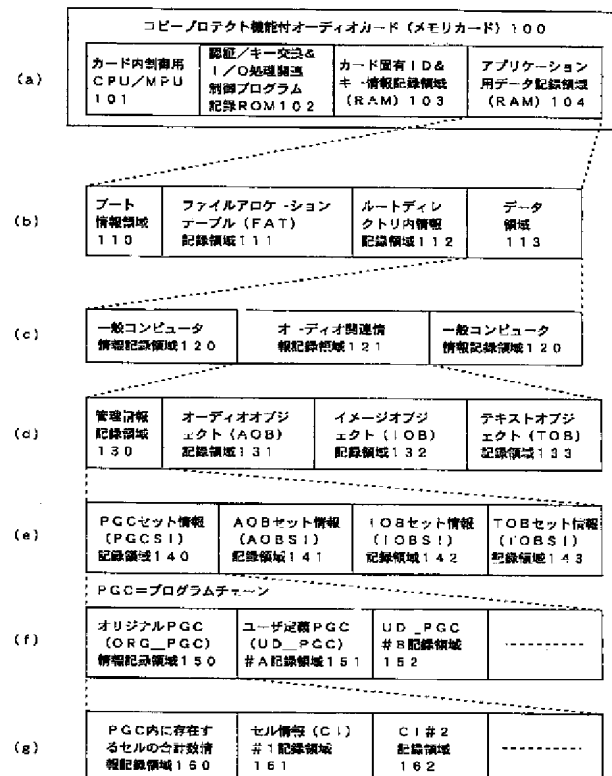 コピープロテクト機能付オーディオカード（メモリカード）１００
(a)
カード内制御用
CPU／MPU
１０１
認証／キー交換＆
Ｉ／Ｏ処理関連
制御プログラム
記録ROM１０２
カード固有ＩＤ＆
キー情報記録領域
(RAM)１０３
アプリケーション
用データ記録領域
(RAM)１０４
(b)
ブート
情報領域
１１０
ファイルアロケーション
テーブル(FAT)
記録領域１１１
ルートディレ
クトリ内情報
記録領域１１２
データ
領域
１１３
(c)
一般コンピュータ
情報記録領域１２０
オーディオ関連情
報記録領域１２１
一般コンピュータ
情報記録領域１２０
(d)
管理情報
記録領域
１３０
オーディオオブジ
ェクト(AOB)
記録領域１３１
イメージオブジ
ェクト(IOB)
記録領域１３２
テキストオブジ
ェクト(TOB)
記録領域１３３
(e)
PGCセット情報
(PGCSI)
記録領域１４０
AOBセット情報
(AOBSI)
記録領域１４１
IOBセット情報
(IOBSI)
記録領域１４２
TOBセット情報
(TOBSI)
記録領域１４３
PGC＝プログラムチェーン
(f)
オリジナルPGC
(ORG_PGC)
情報記録領域１５０
ユーザ定義PGC
(UD_PGC)
＃A記録領域１５１
UD_PGC
＃B記録領域
１５２
(g)
PGC内に存在す
るセルの合計数情
報記録領域１６０
セル情報(CI)
＃１記録領域
１６１
CI＃２
記録領域
１６２